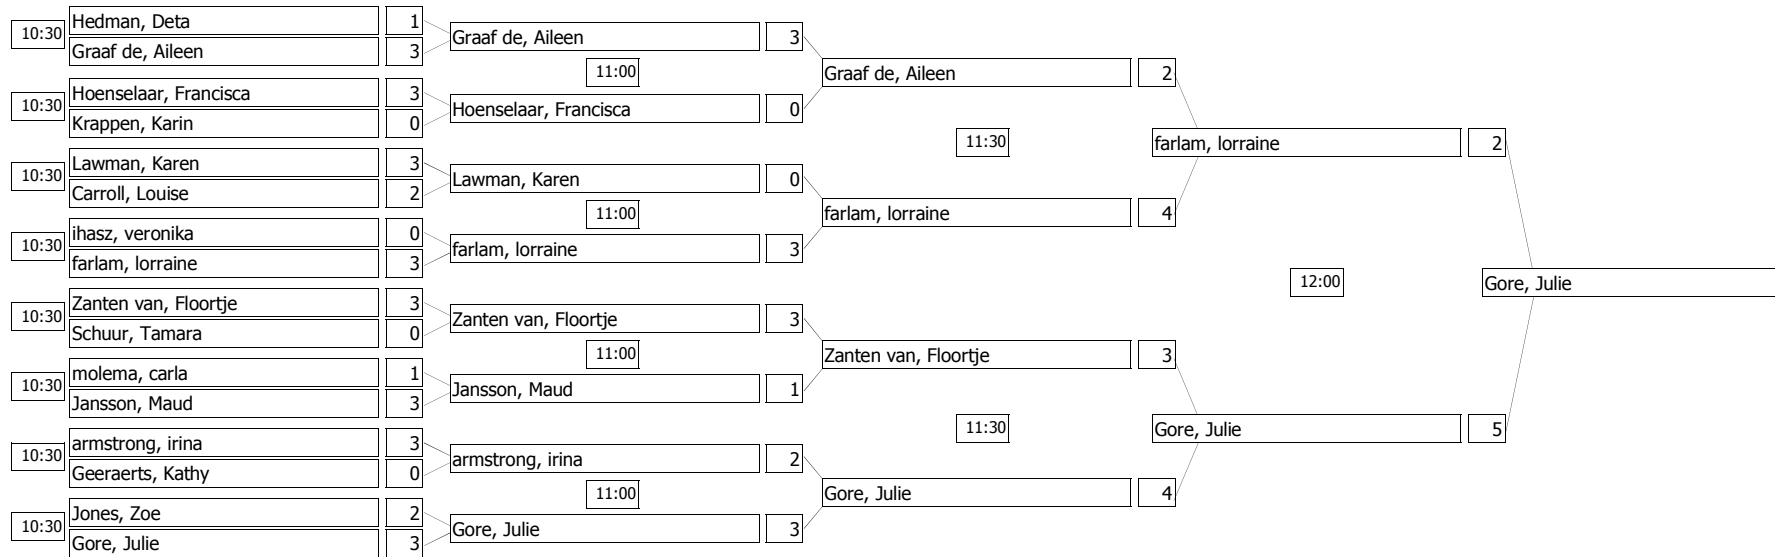 Hedman, Deta 1
10:30
Graaf de, Aileen 3
Hoenselaar, Francisca 3
10:30
Krappen, Karin 0
Lawman, Karen 3
10:30
Carroll, Louise 2
ihasz, veronika 0
10:30
farlam, lorraine 3
Zanten van, Floortje 3
10:30
Schuur, Tamara 0
molema, carla 1
10:30
Jansson, Maud 3
armstrong, irina 3
10:30
Geeraerts, Kathy 0
Jones, Zoe 2
10:30
Gore, Julie 3
Graaf de, Aileen 3
11:00
Hoenselaar, Francisca 0
Lawman, Karen 0
11:00
farlam, lorraine 3
Zanten van, Floortje 3
11:00
Jansson, Maud 1
armstrong, irina 2
11:00
Gore, Julie 3
Graaf de, Aileen 2
11:30
farlam, lorraine 4
Zanten van, Floortje 3
11:30
Gore, Julie 4
farlam, lorraine 2
12:00
Gore, Julie 5
Gore, Julie